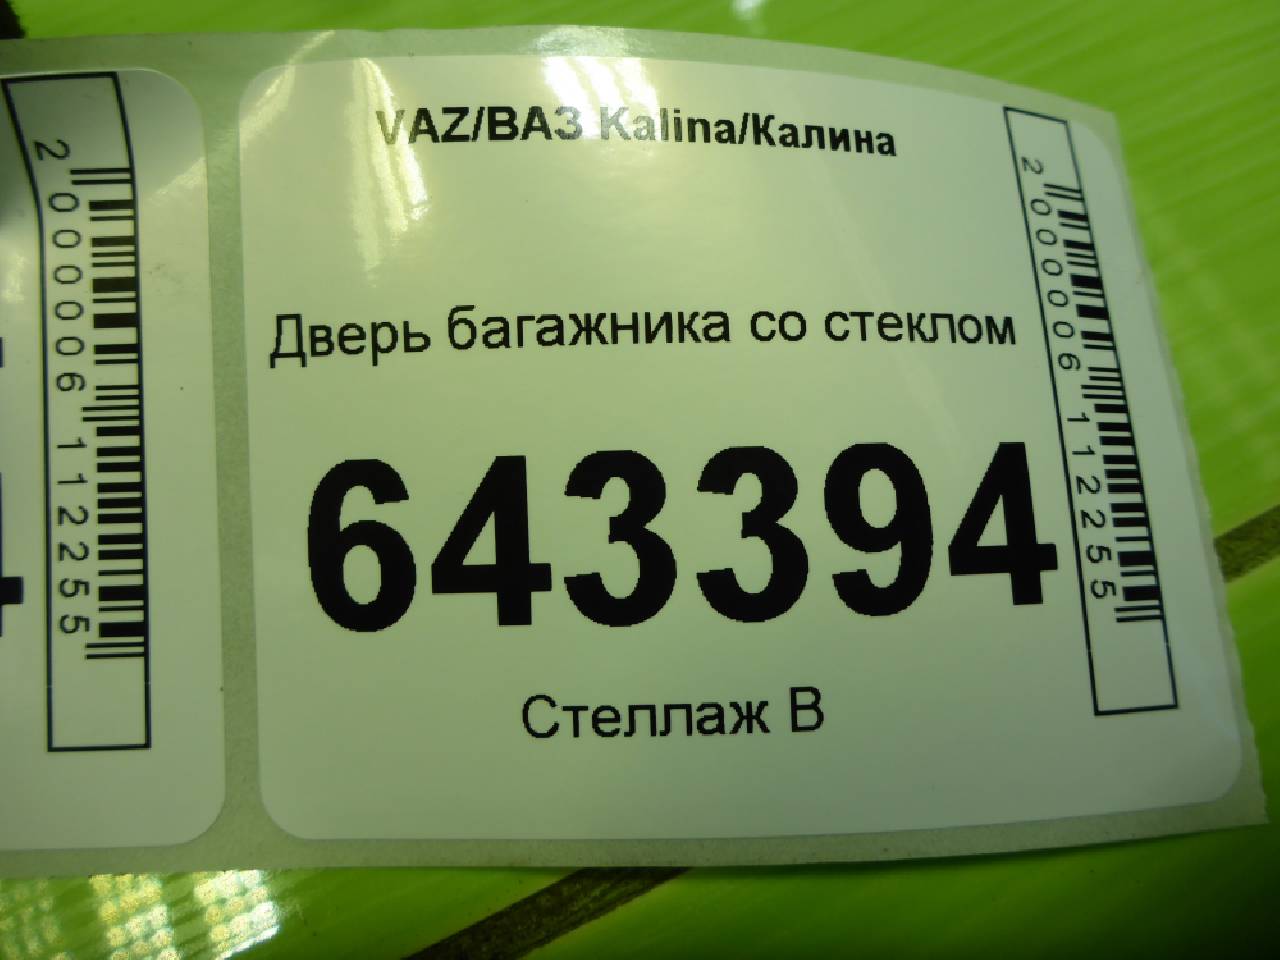 VAZ/ВАЗ Kalina/Калина
Дверь багажника со стеклом
643394
Стеллаж В
2000006112255
2000006112255